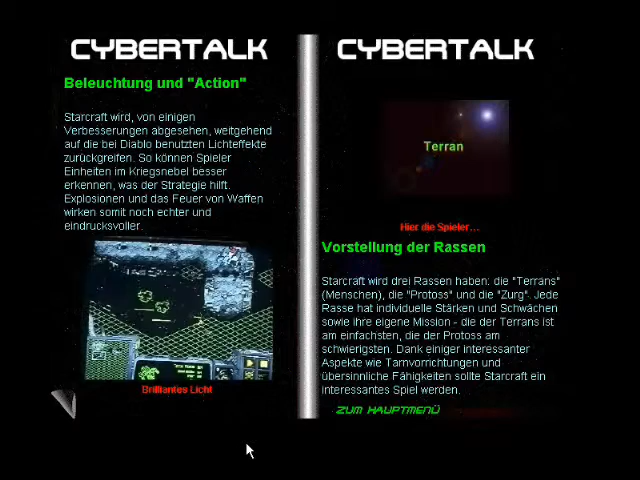 CYBERTALK
Beleuchtung und "Action"
Starcraft wird, von einigen
Verbesserungen abgesehen, weitgehend
auf die bei Diablo benutzten Lichteffekte
zurückgreifen. So können Spieler
Einheiten im Kriegsnebel besser
erkennen, was der Strategie hilft.
Explosionen und das Feuer von Waffen
wirken somit noch echter und
eindrucksvoller.
Brilliantes Licht
CYBERTALK
Terran
Hier die Spieler...
Vorstellung der Rassen
Starcraft wird drei Rassen haben: die "Terrans"
(Menschen), die "Protoss" und die "Zurg". Jede
Rasse hat individuelle Stärken und Schwächen
sowie ihre eigene Mission - die der Terrans ist
am einfachsten, die der Protoss am
schwierigsten. Dank einiger interessanter
Aspekte wie Tarnvorrichtungen und
übersinnliche Fähigkeiten sollte Starcraft ein
interessantes Spiel werden.
ZUM HAUPTMENÜ